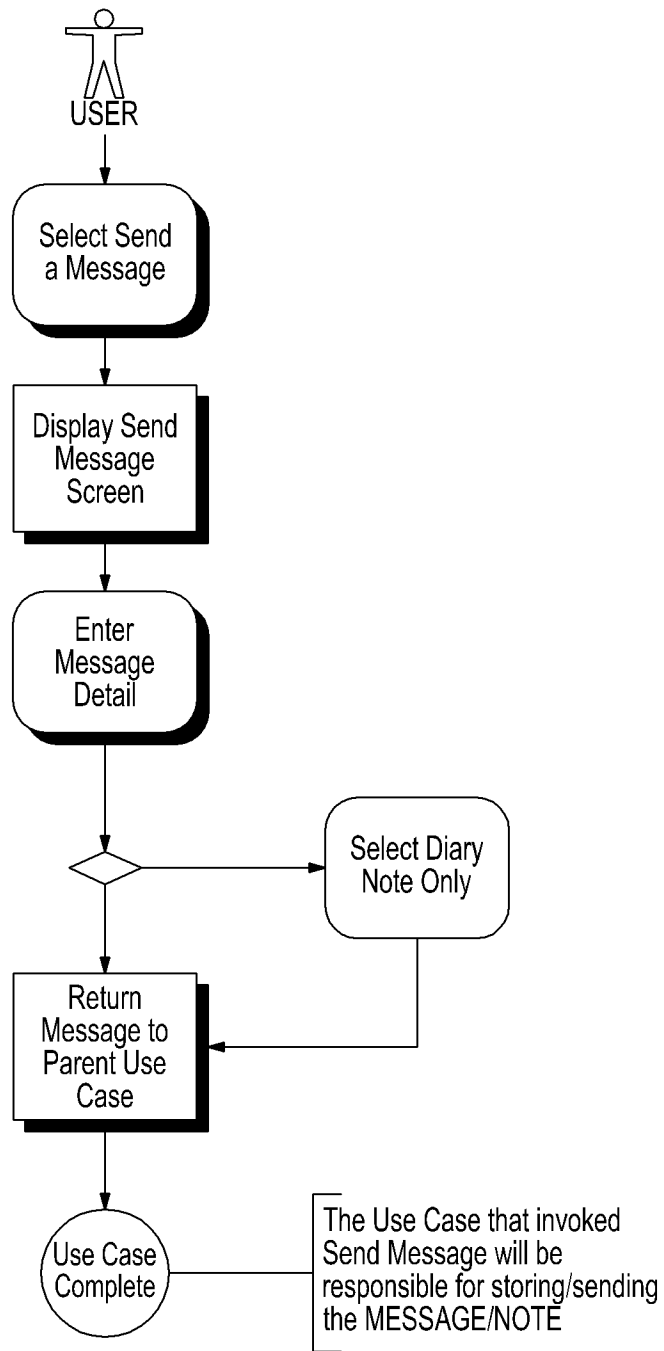 USER
Select Send
a Message
Display Send
Message
Screen
Enter
Message
Detail
Select Diary
Note Only
Return
Message to
Parent Use
Case
Use Case
Complete
The Use Case that invoked
Send Message will be
responsible for storing/sending
the MESSAGE/NOTE